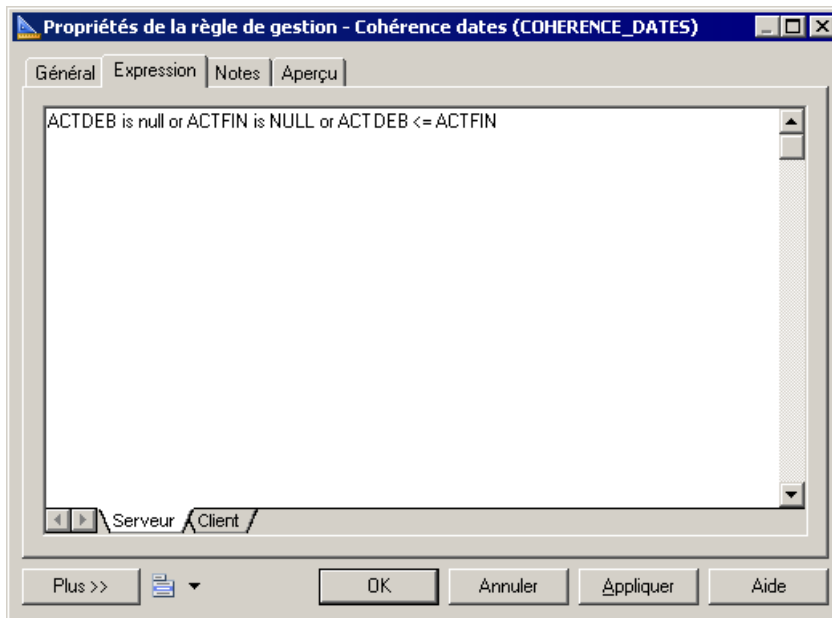 Propriétés de la règle de gestion - Cohérence dates (COHERENCE_DATES)
Général Expression Notes Aperçu
ACTDEB is null or ACTFIN is NULL or ACTDEB <= ACTFIN
Serveur Client
Plus >> OK Annuler Appliquer Aide